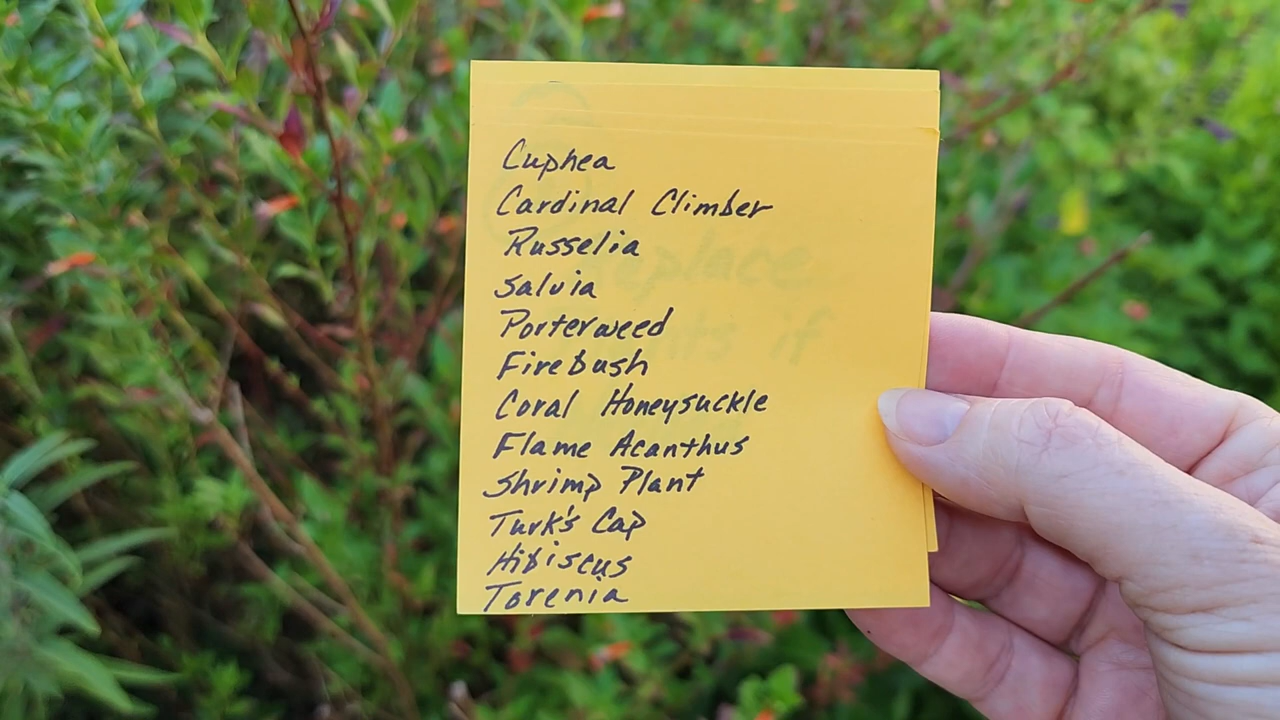 Cuphea
Cardinal Climber
Russelia
Salvia
Porterweed
Firebush
Coral Honeysuckle
Flame Acanthus
Shrimp Plant
Turk's Cap
Hibiscus
Torenia